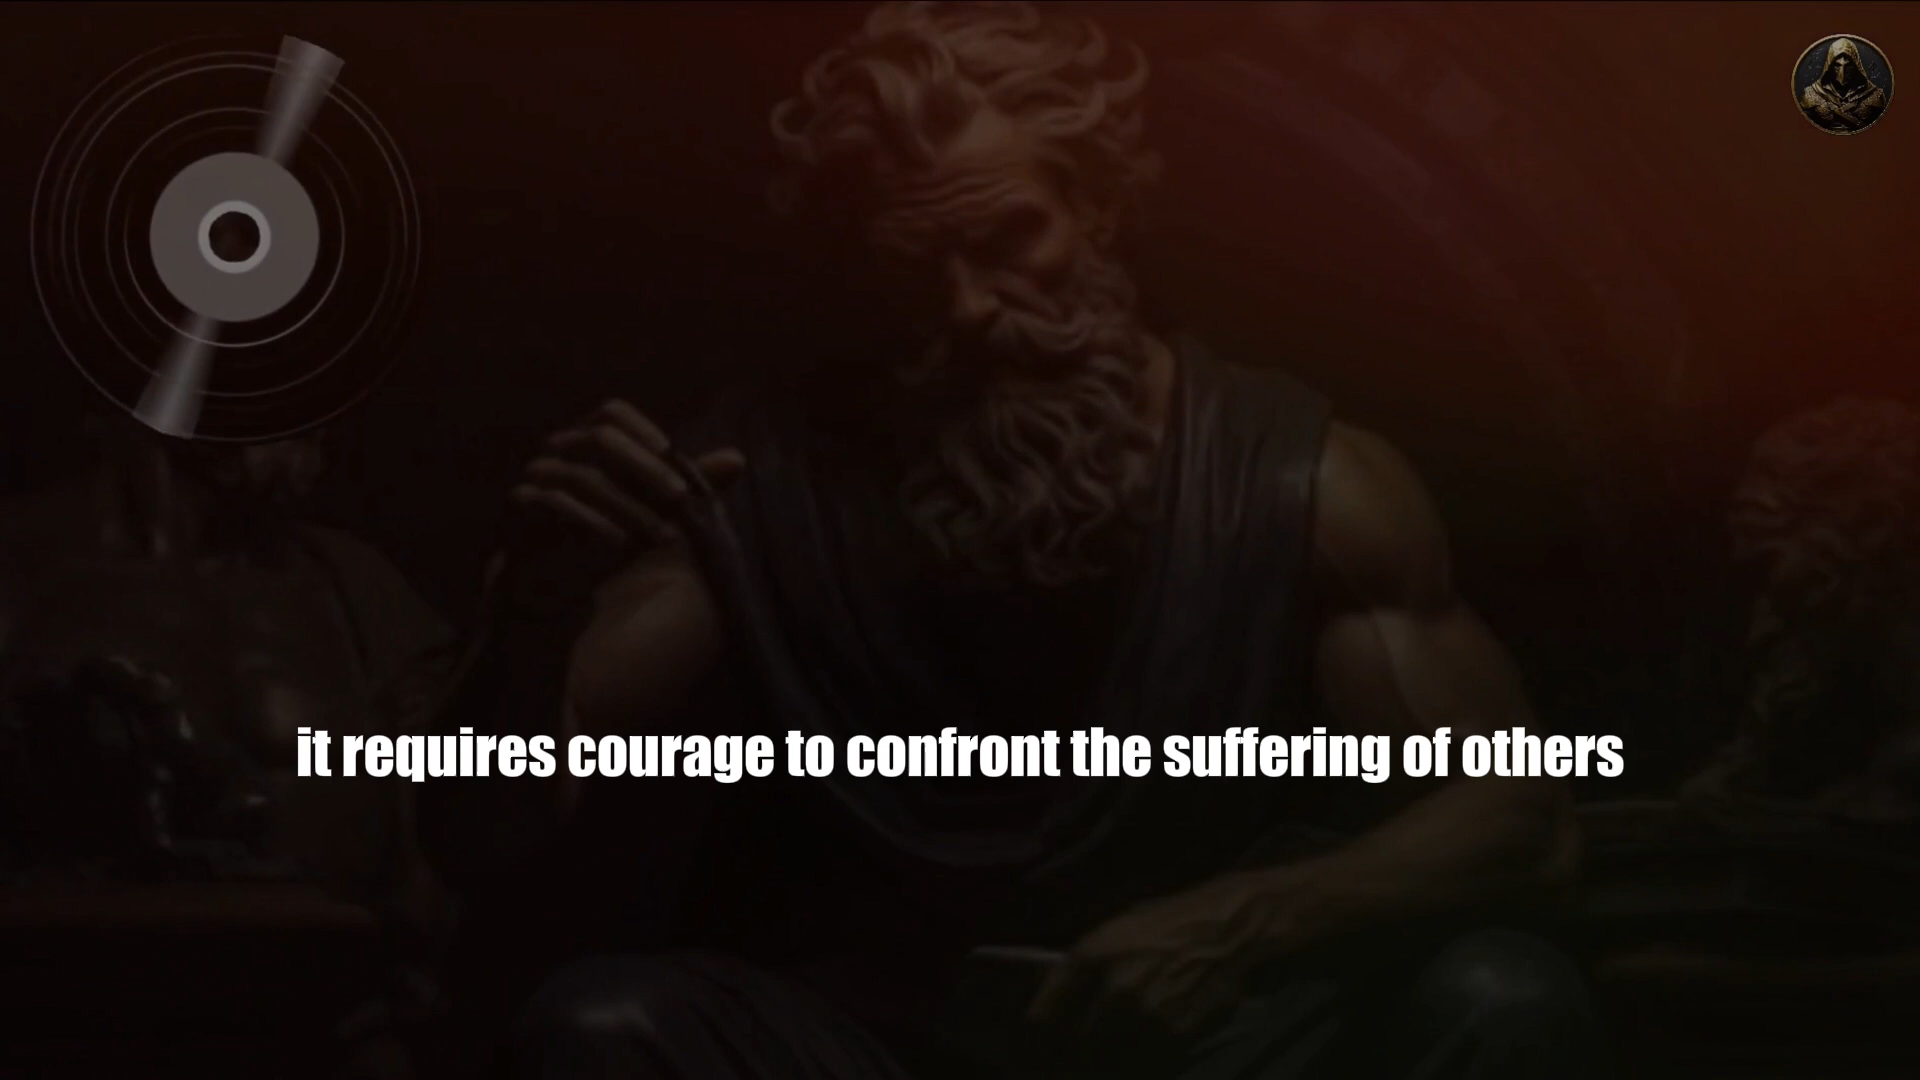 it requires courage to confront the suffering of others